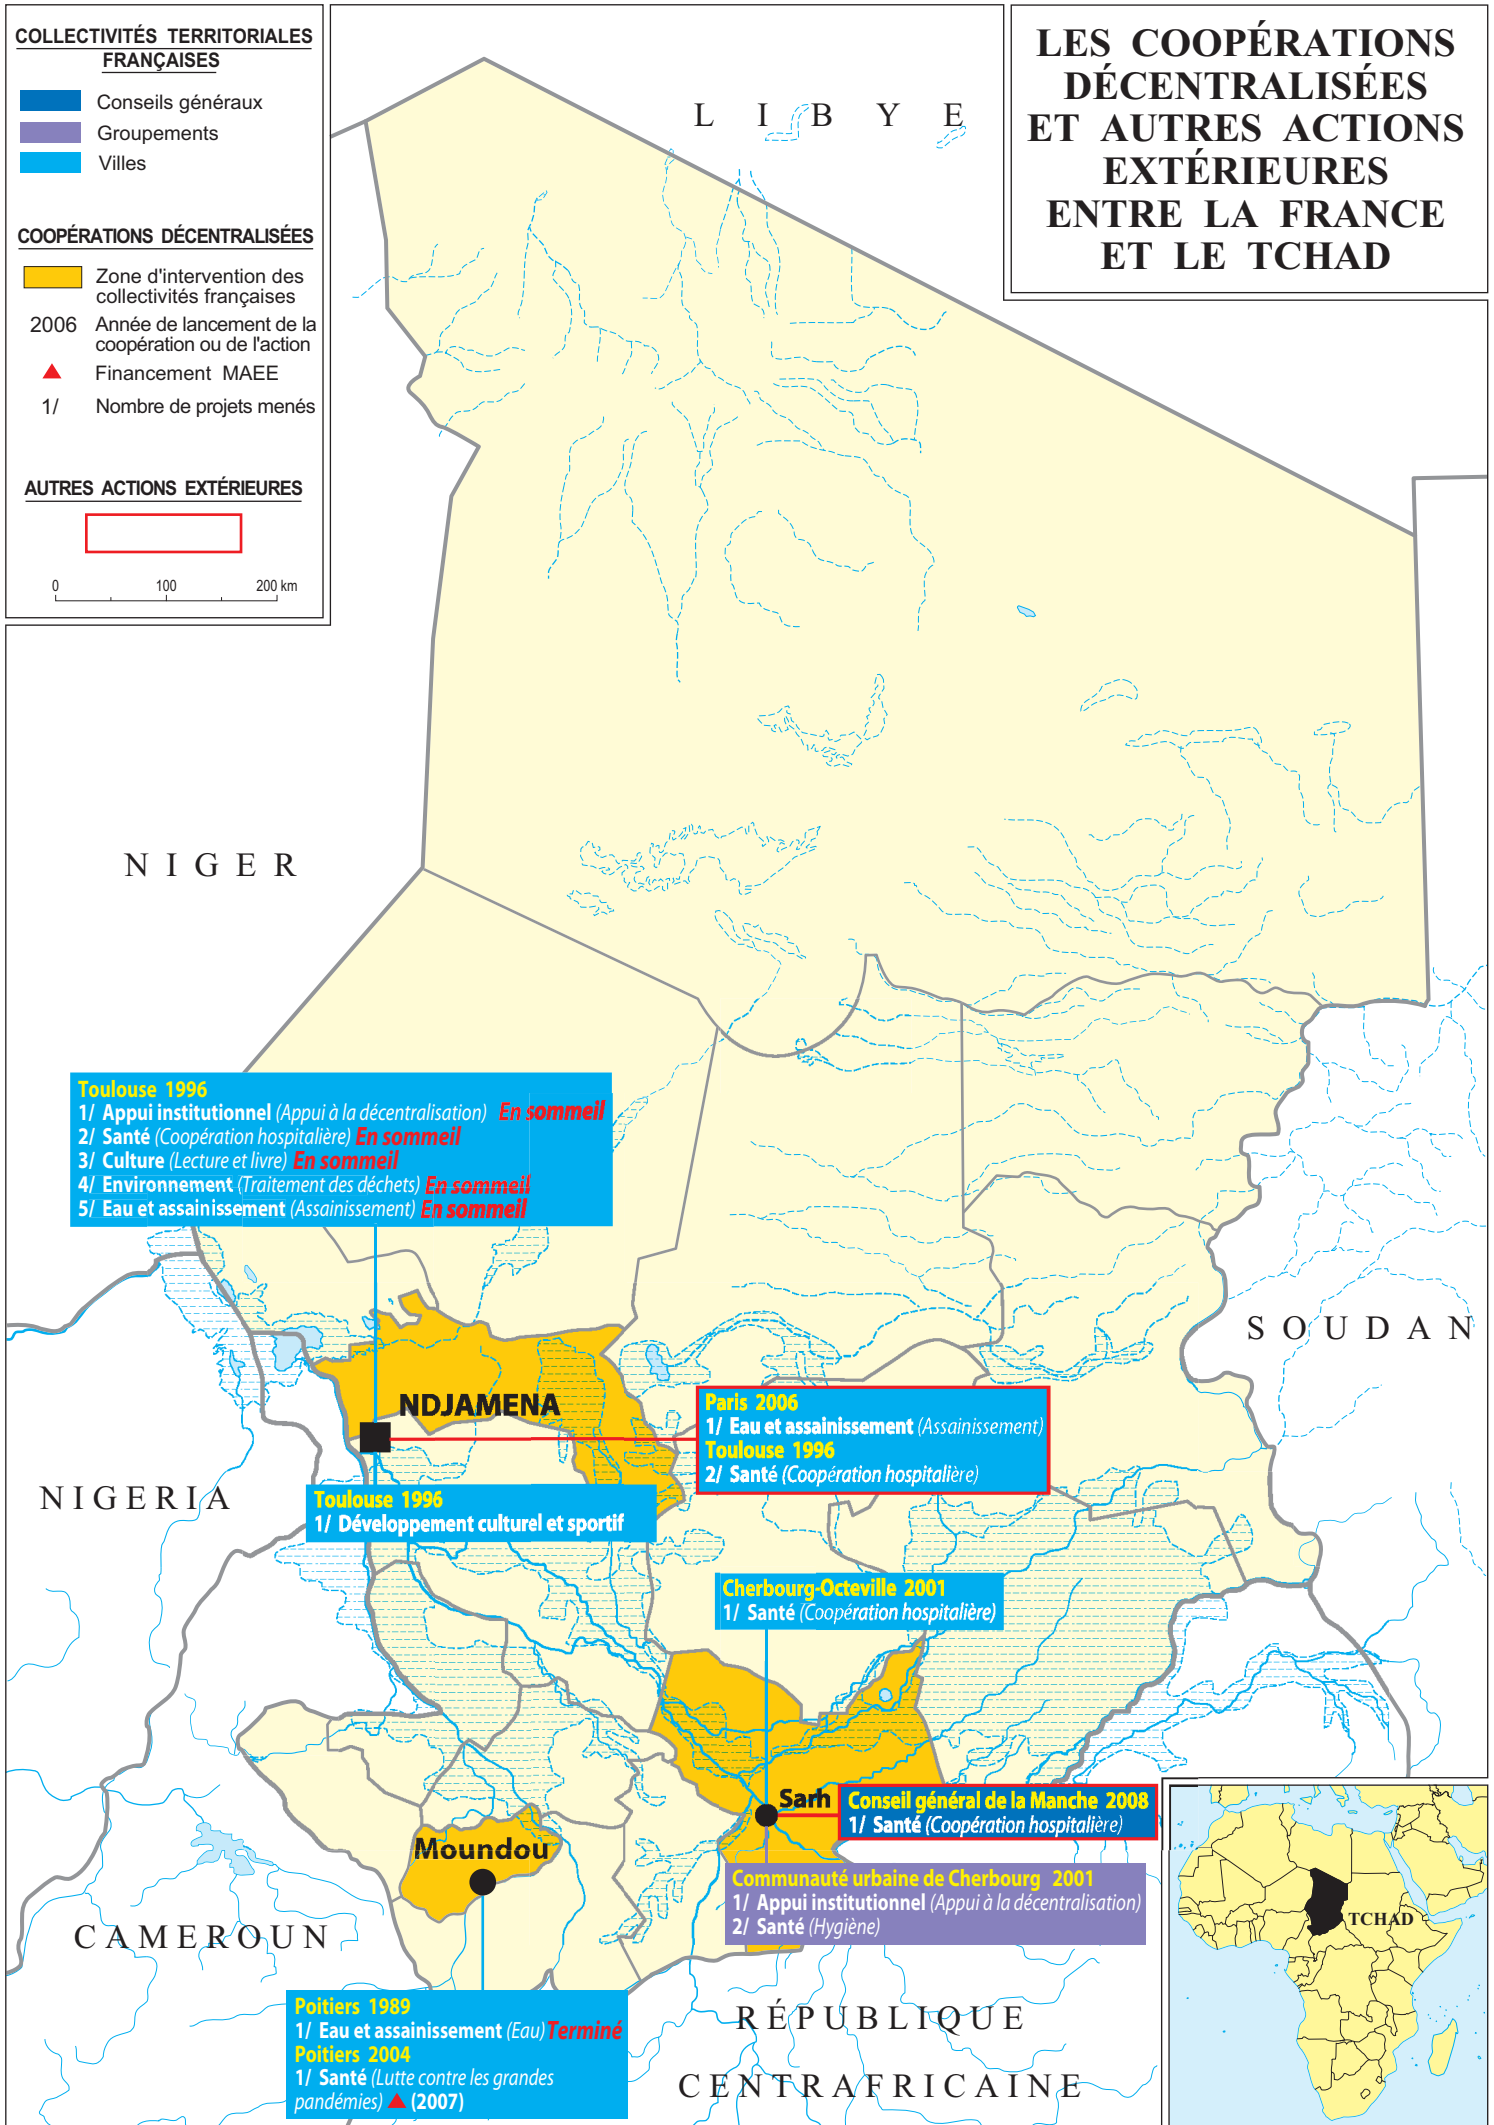 COLLECTIVITÉS TERRITORIALES
FRANÇAISES
Conseils généraux
Groupements
Villes
COOPÉRATIONS DÉCENTRALISÉES
Zone d'intervention des
collectivités françaises
2006 Année de lancement de la
coopération ou de l'action
Financement MAEE
1/ Nombre de projets menés
AUTRES ACTIONS EXTÉRIEURES
0 100 200 km
LES COOPÉRATIONS
DÉCENTRALISÉES
ET AUTRES ACTIONS
EXTÉRIEURES
ENTRE LA FRANCE
ET LE TCHAD
LIBYE
NIGER
Toulouse 1996
1/ Appui institutionnel (Appui à la décentralisation) En sommeil
2/ Santé (Coopération hospitalière) En sommeil
3/ Culture (Lecture et livre) En sommeil
4/ Environnement (Traitement des déchets) En sommeil
5/ Eau et assainissement (Assainissement) En sommeil
SOUDAN
NDJAMENA
Paris 2006
1/ Eau et assainissement (Assainissement)
Toulouse 1996
2/ Santé (Coopération hospitalière)
NIGERIA
Toulouse 1996
1/ Développement culturel et sportif
Cherbourg-Octeville 2001
1/ Santé (Coopération hospitalière)
Sarh
Conseil général de la Manche 2008
1/ Santé (Coopération hospitalière)
Moundou
Communauté urbaine de Cherbourg 2001
1/ Appui institutionnel (Appui à la décentralisation)
2/ Santé (Hygiène)
CAMEROUN
Poitiers 1989
1/ Eau et assainissement (Eau) Terminé
Poitiers 2004
1/ Santé (Lutte contre les grandes
pandémies) ▲ (2007)
RÉPUBLIQUE
CENTRAFRICAINE
TCHAD